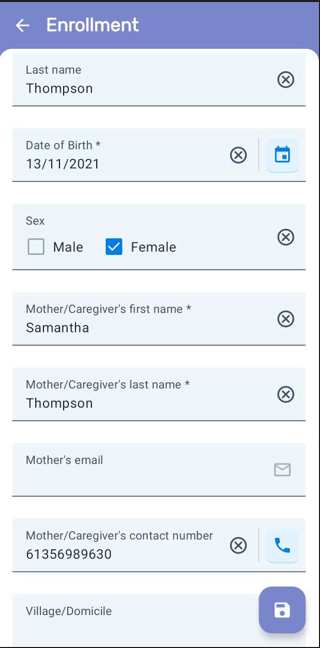 Enrollment
Last name
Thompson
Date of Birth *
13/11/2021
Sex
Male
Female
Mother/Caregiver's first name *
Samantha
Mother/Caregiver's last name *
Thompson
Mother's email
Mother/Caregiver's contact number
61356989630
Village/Domicile